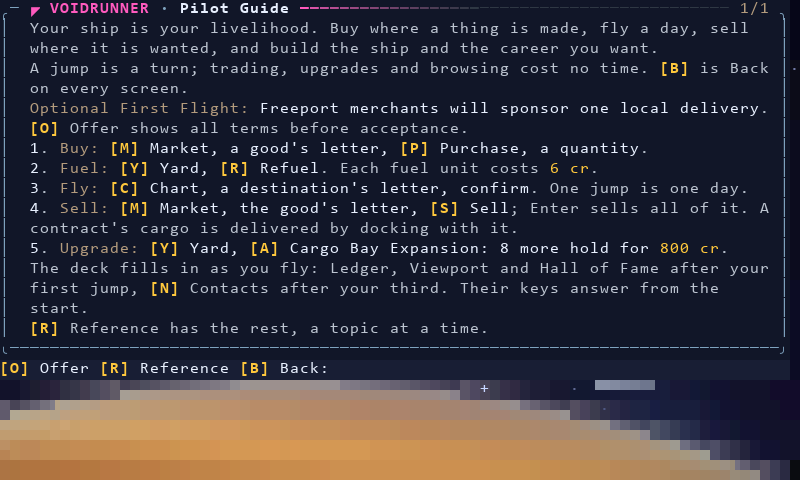 VOIDRUNNER · Pilot Guide 1/1
Your ship is your livelihood. Buy where a thing is made, fly a day, sell
where it is wanted, and build the ship and the career you want.
A jump is a turn; trading, upgrades and browsing cost no time. [B] is Back
on every screen.
Optional First Flight: Freeport merchants will sponsor one local delivery.
[O] Offer shows all terms before acceptance.
1. Buy: [M] Market, a good's letter, [P] Purchase, a quantity.
2. Fuel: [Y] Yard, [R] Refuel. Each fuel unit costs 6 cr.
3. Fly: [C] Chart, a destination's letter, confirm. One jump is one day.
4. Sell: [M] Market, the good's letter, [S] Sell; Enter sells all of it. A
contract's cargo is delivered by docking with it.
5. Upgrade: [Y] Yard, [A] Cargo Bay Expansion: 8 more hold for 800 cr.
The deck fills in as you fly: Ledger, Viewport and Hall of Fame after your
first jump, [N] Contacts after your third. Their keys answer from the
start.
[R] Reference has the rest, a topic at a time.
[O] Offer [R] Reference [B] Back: